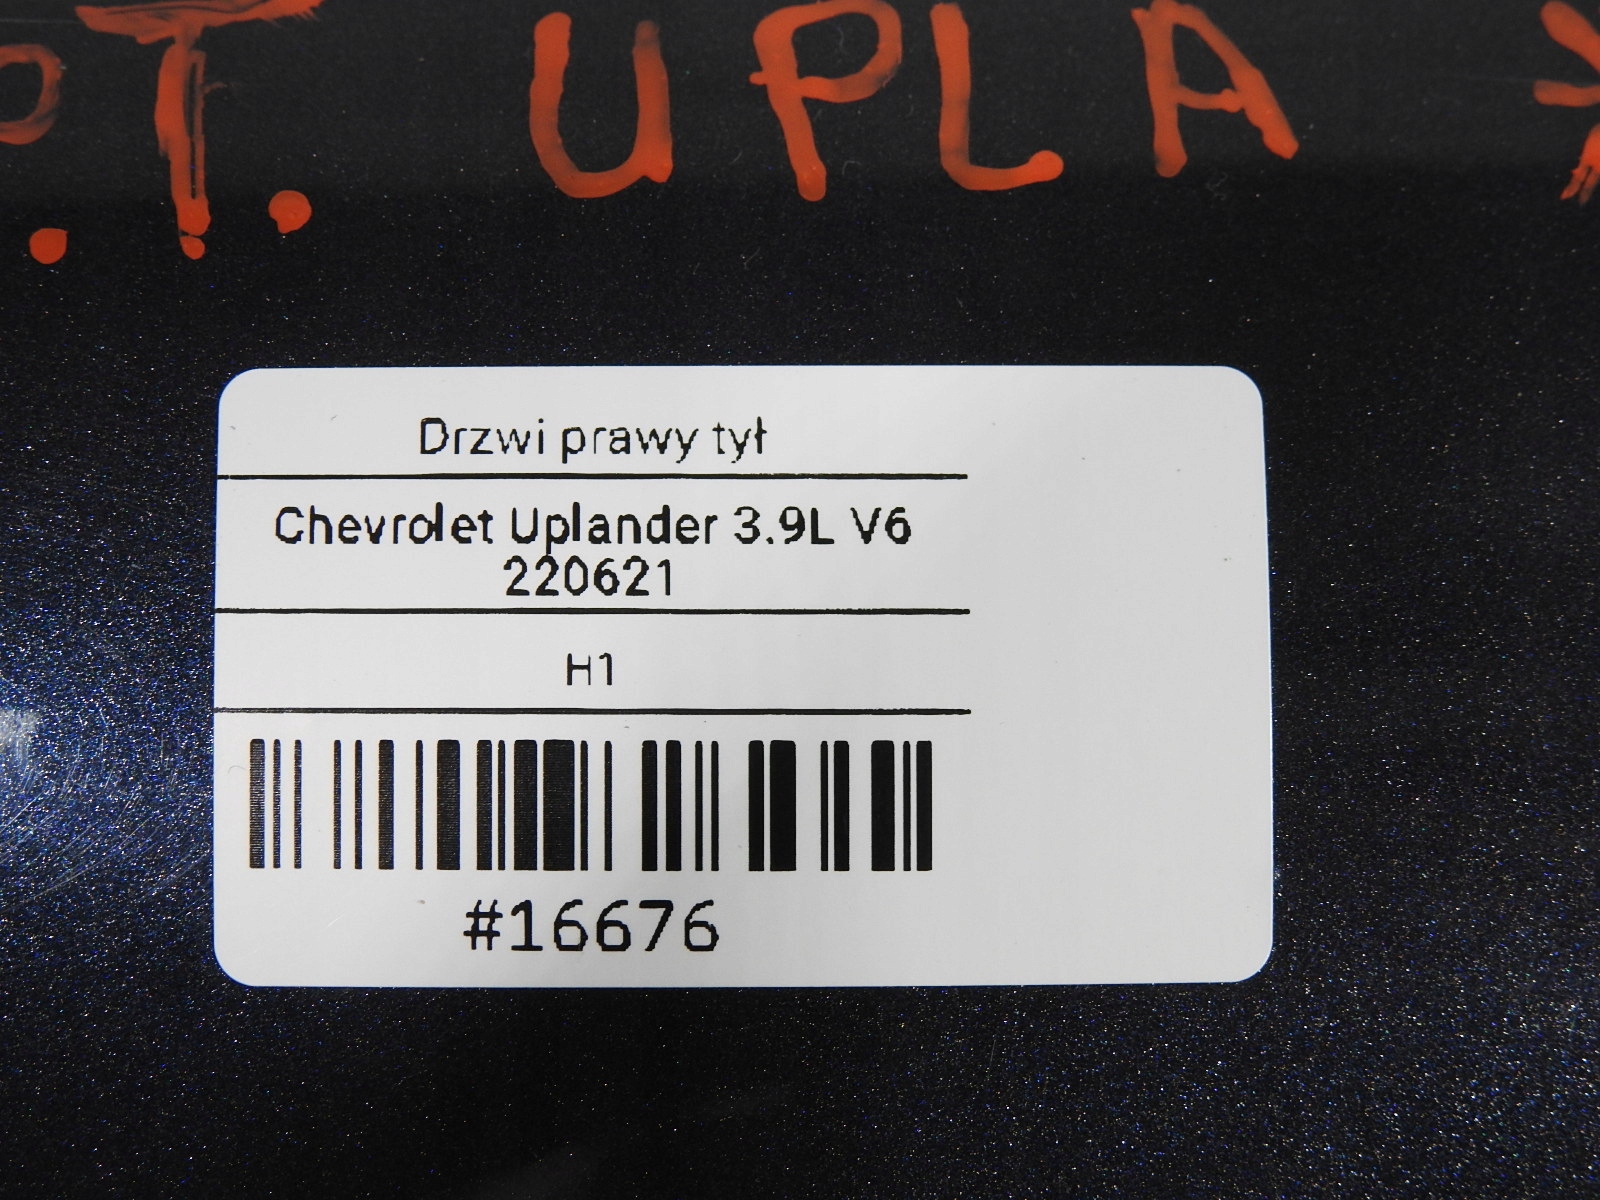 P.T. UPLA
Drzwi prawy tył
Chevrolet Uplander 3.9L V6
220621
H1
#16676